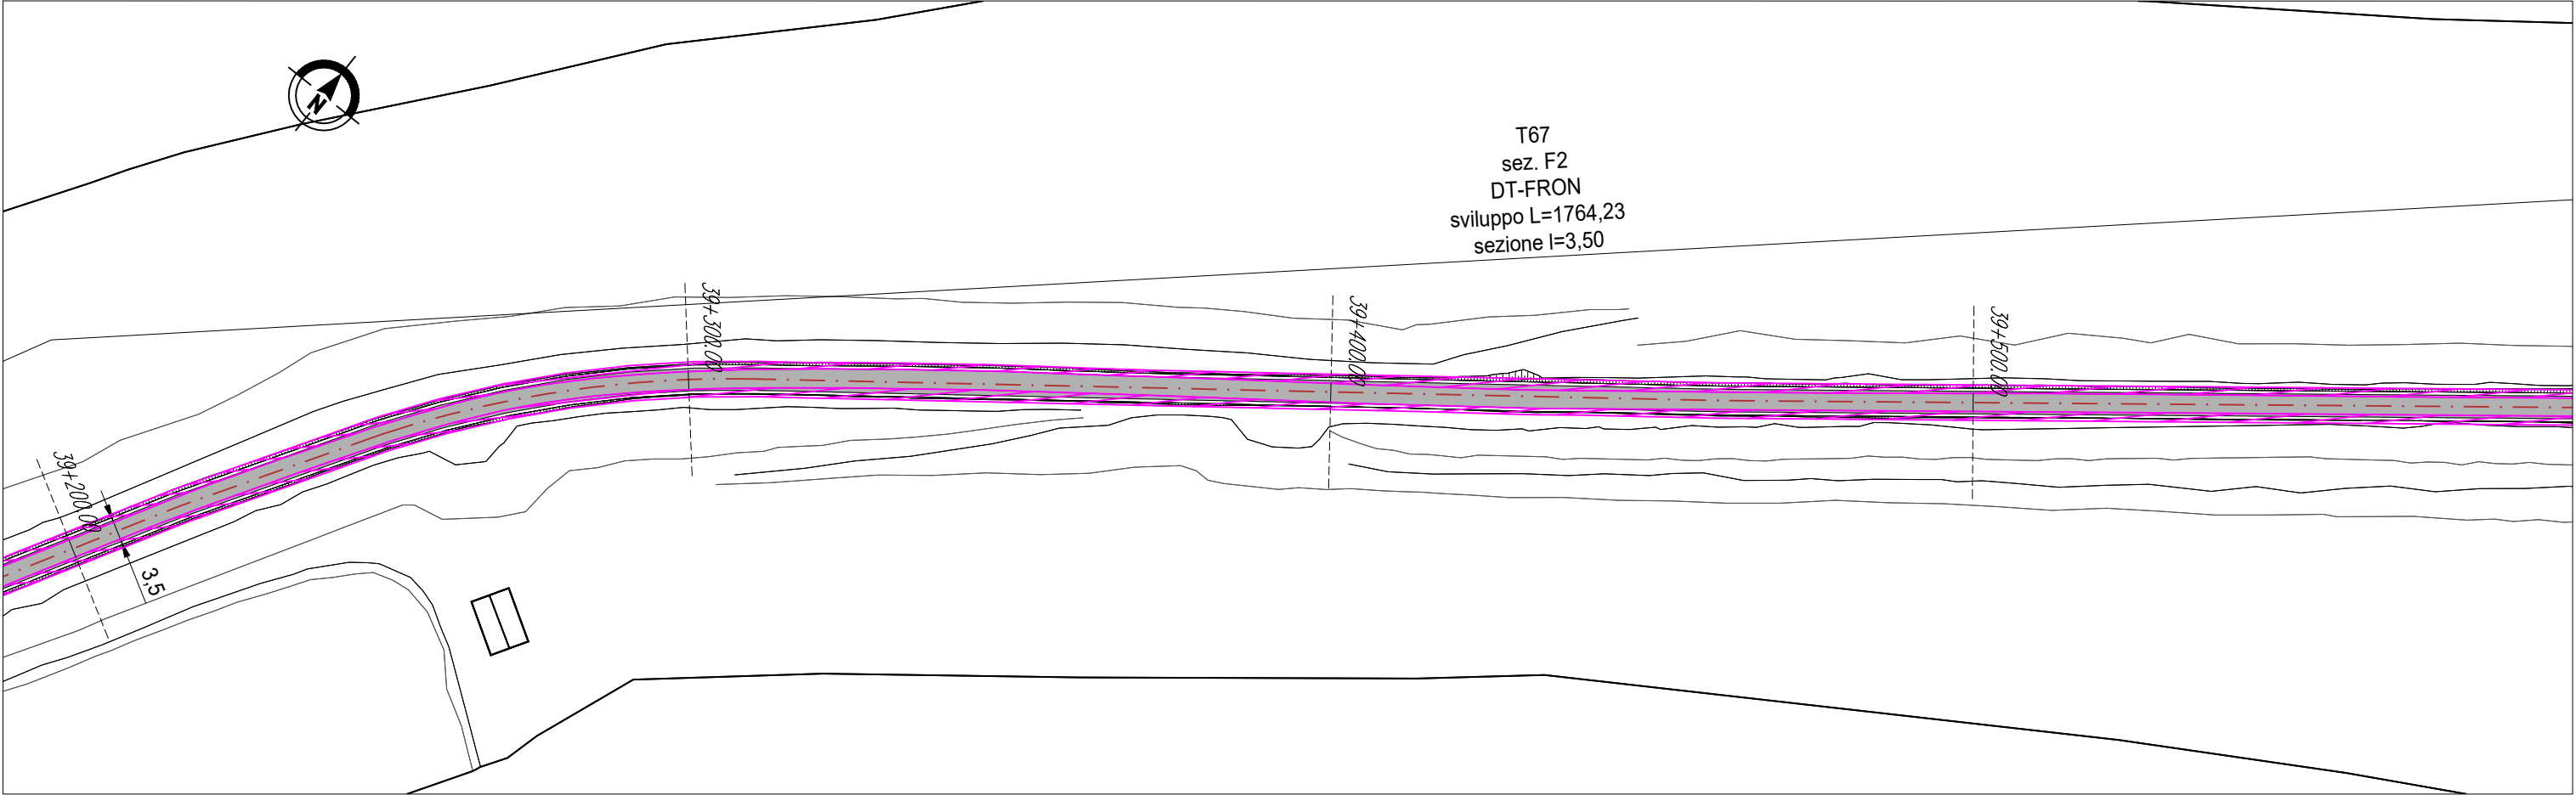 N
T67
sez. F2
DT-FRON
sviluppo L=1764,23
sezione l=3,50
39+200.00
39+300.00
39+400.00
39+500.00
3,5